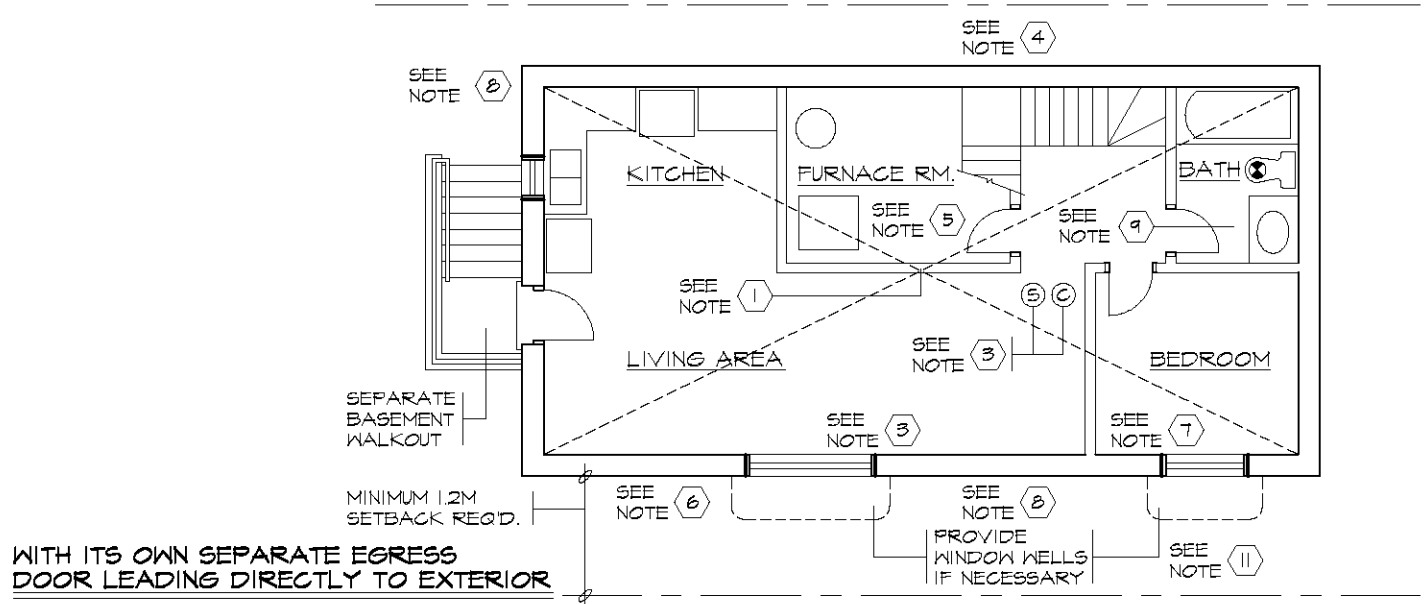 SEE
NOTE 4
SEE
NOTE 8
KITCHEN
FURNACE RM.
BATH
SEE
NOTE 5
SEE
NOTE 9
SEE
NOTE 1
S C
SEE
NOTE 3
LIVING AREA
BEDROOM
SEPARATE
BASEMENT
WALKOUT
SEE
NOTE 3
SEE
NOTE 7
MINIMUM 1.2M
SETBACK REQ'D.
SEE
NOTE 6
SEE
NOTE 8
PROVIDE
WINDOW WELLS
IF NECESSARY
SEE
NOTE 11
WITH ITS OWN SEPARATE EGRESS
DOOR LEADING DIRECTLY TO EXTERIOR